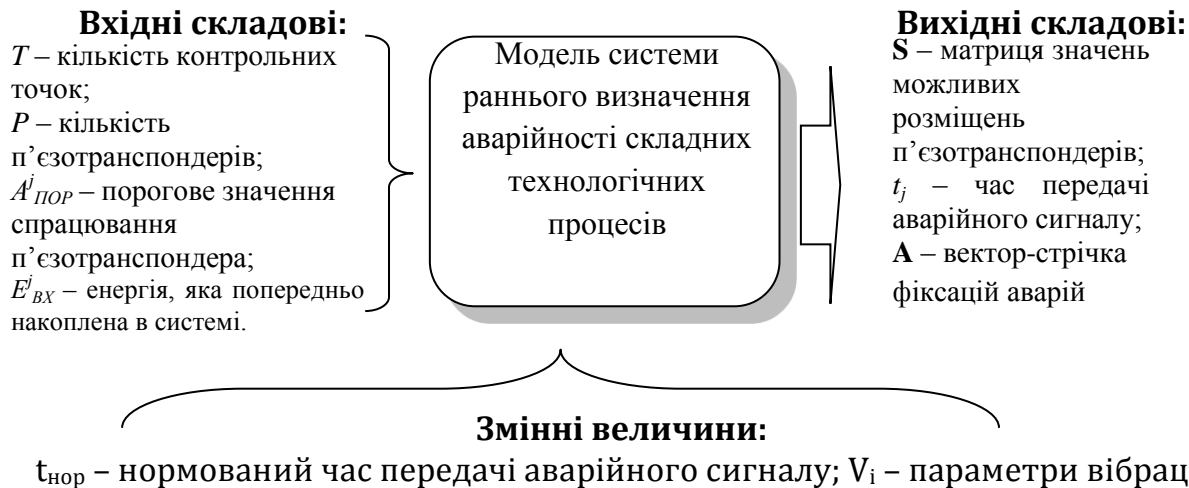 Вхідні складові:
T – кількість контрольних
точок;
P – кількість
п’єзотранспондерів;
A^j_ПОР – порогове значення
спрацювання
п’єзотранспондера;
E^j_ВХ – енергія, яка попередньо
накоплена в системі.
Модель системи
раннього визначення
аварійності складних
технологічних
процесів
Вихідні складові:
S – матриця значень
можливих
розміщень
п’єзотранспондерів;
t_j – час передачі
аварійного сигналу;
A – вектор-стрічка
фіксацій аварій
Змінні величини:
t_нор – нормований час передачі аварійного сигналу; V_i – параметри вібрац